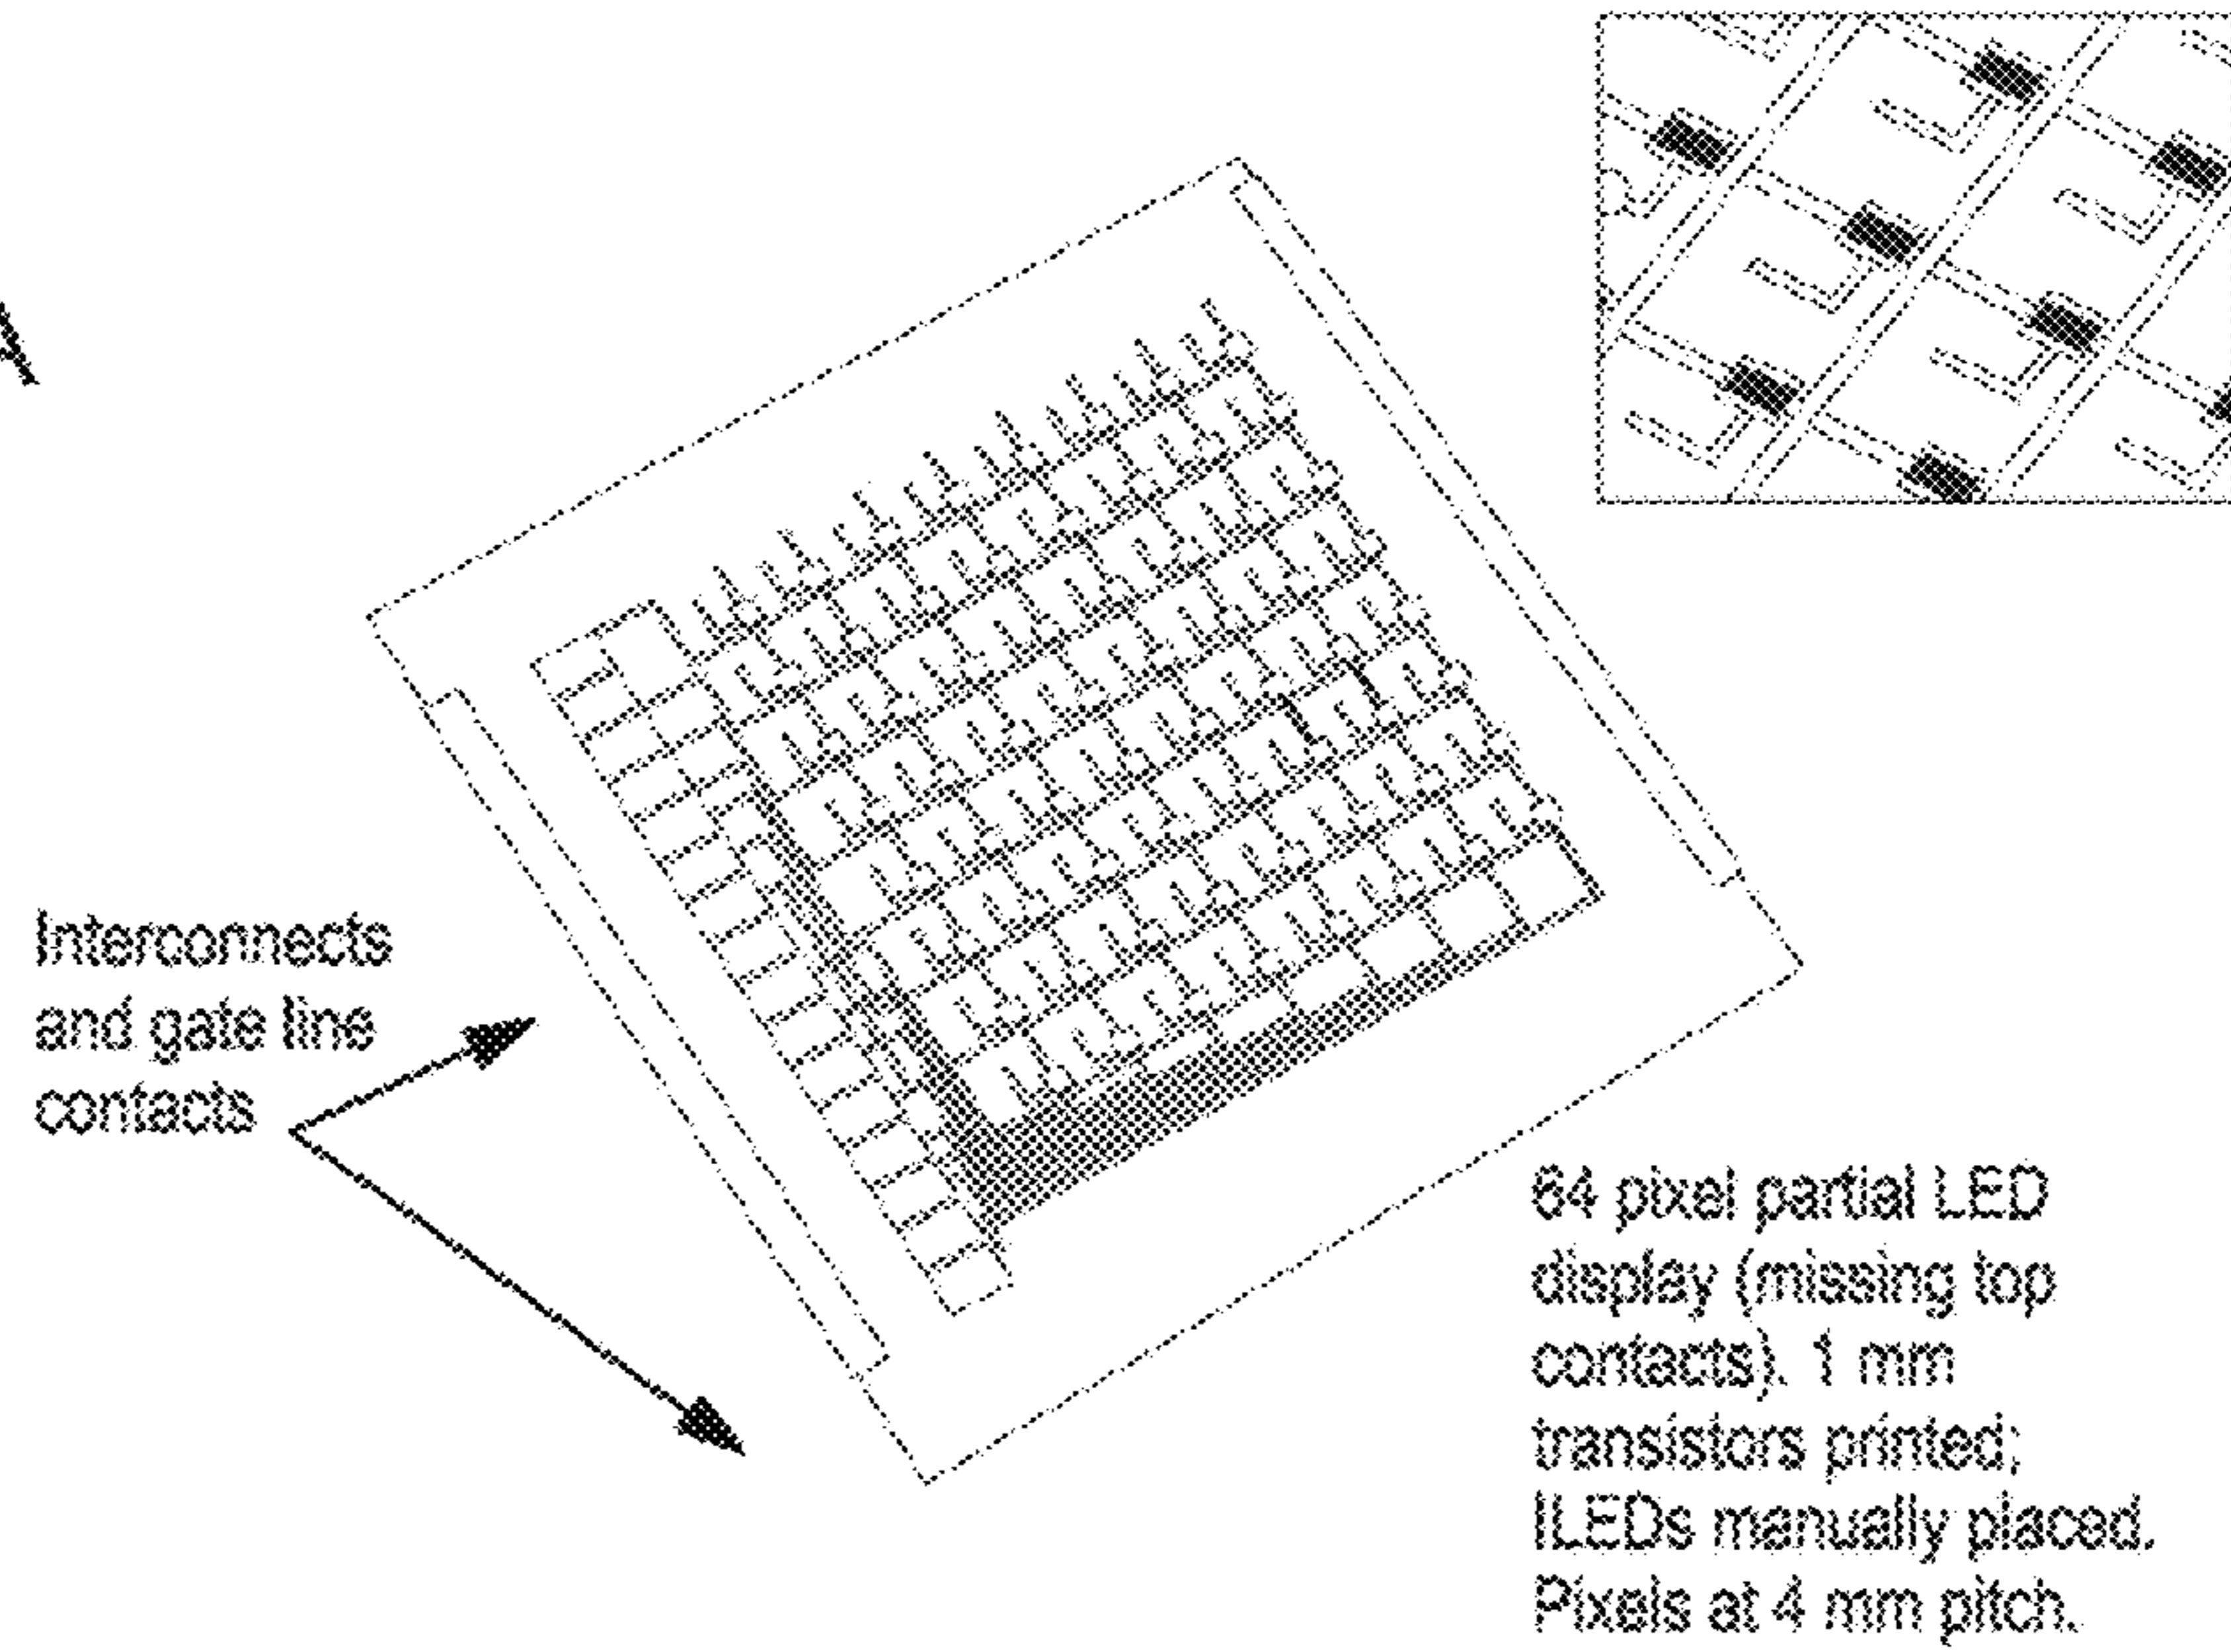 Interconnects
and gate line
contacts
64 pixel partial LED
display (missing top
contacts). 1 mm
transistors printed;
ILEDs manually placed.
Pixels at 4 mm pitch.